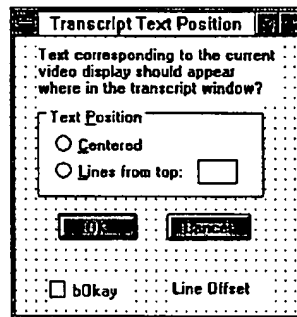 Transcript Text Position
Text corresponding to the current
video display should appear
where in the transcript window?
Text Position
Centered
Lines from top:
Ok
Cancel
bOkay Line Offset